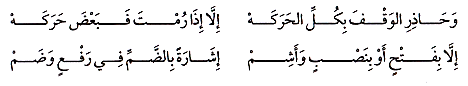 وَحَاذِرِ الوَقْفَ بِكُلِّ الحَرَكَهْ    إِلَّا إِذَا رُمْتَ فَبَعْضُ حَرَكَهْ
إِلَّا بِفَتْحٍ أَوْ بِنَصْبٍ وَأَشِمْ    إِشَارَةً بِالضَّمِّ فِي رَفْعٍ وَضَمْ